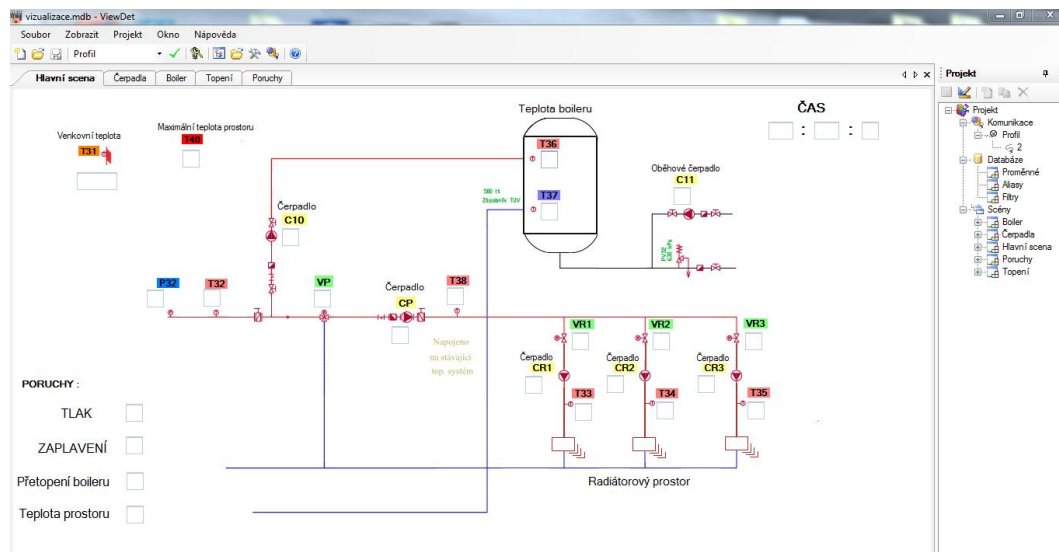 vizualizace.mdb - ViewDet
Soubor Zobrazit Projekt Okno Nápověda
Profil
Hlavní scena Čerpadla Boiler Topení Poruchy
Projekt
Projekt
Komunikace
Profil
2
Databáze
Proměnné
Aliasy
Filtry
Scény
Boiler
Čerpadla
Hlavní scena
Poruchy
Topení
Venkovní teplota
T31
Maximální teplota prostoru
T40
Teplota boileru
T36
T37
500 lt
Zásobník TUV
ČAS
: :
Oběhové čerpadlo
C11
PV32
630 kPa
Čerpadlo
C10
P32
T32
VP
Čerpadlo
CP
T38
Napojeno
na stávající
top. systém
VR1
VR2
VR3
Čerpadlo
CR1
Čerpadlo
CR2
Čerpadlo
CR3
T33
T34
T35
Radiátorový prostor
PORUCHY :
TLAK
ZAPLAVENÍ
Přetopení boileru
Teplota prostoru